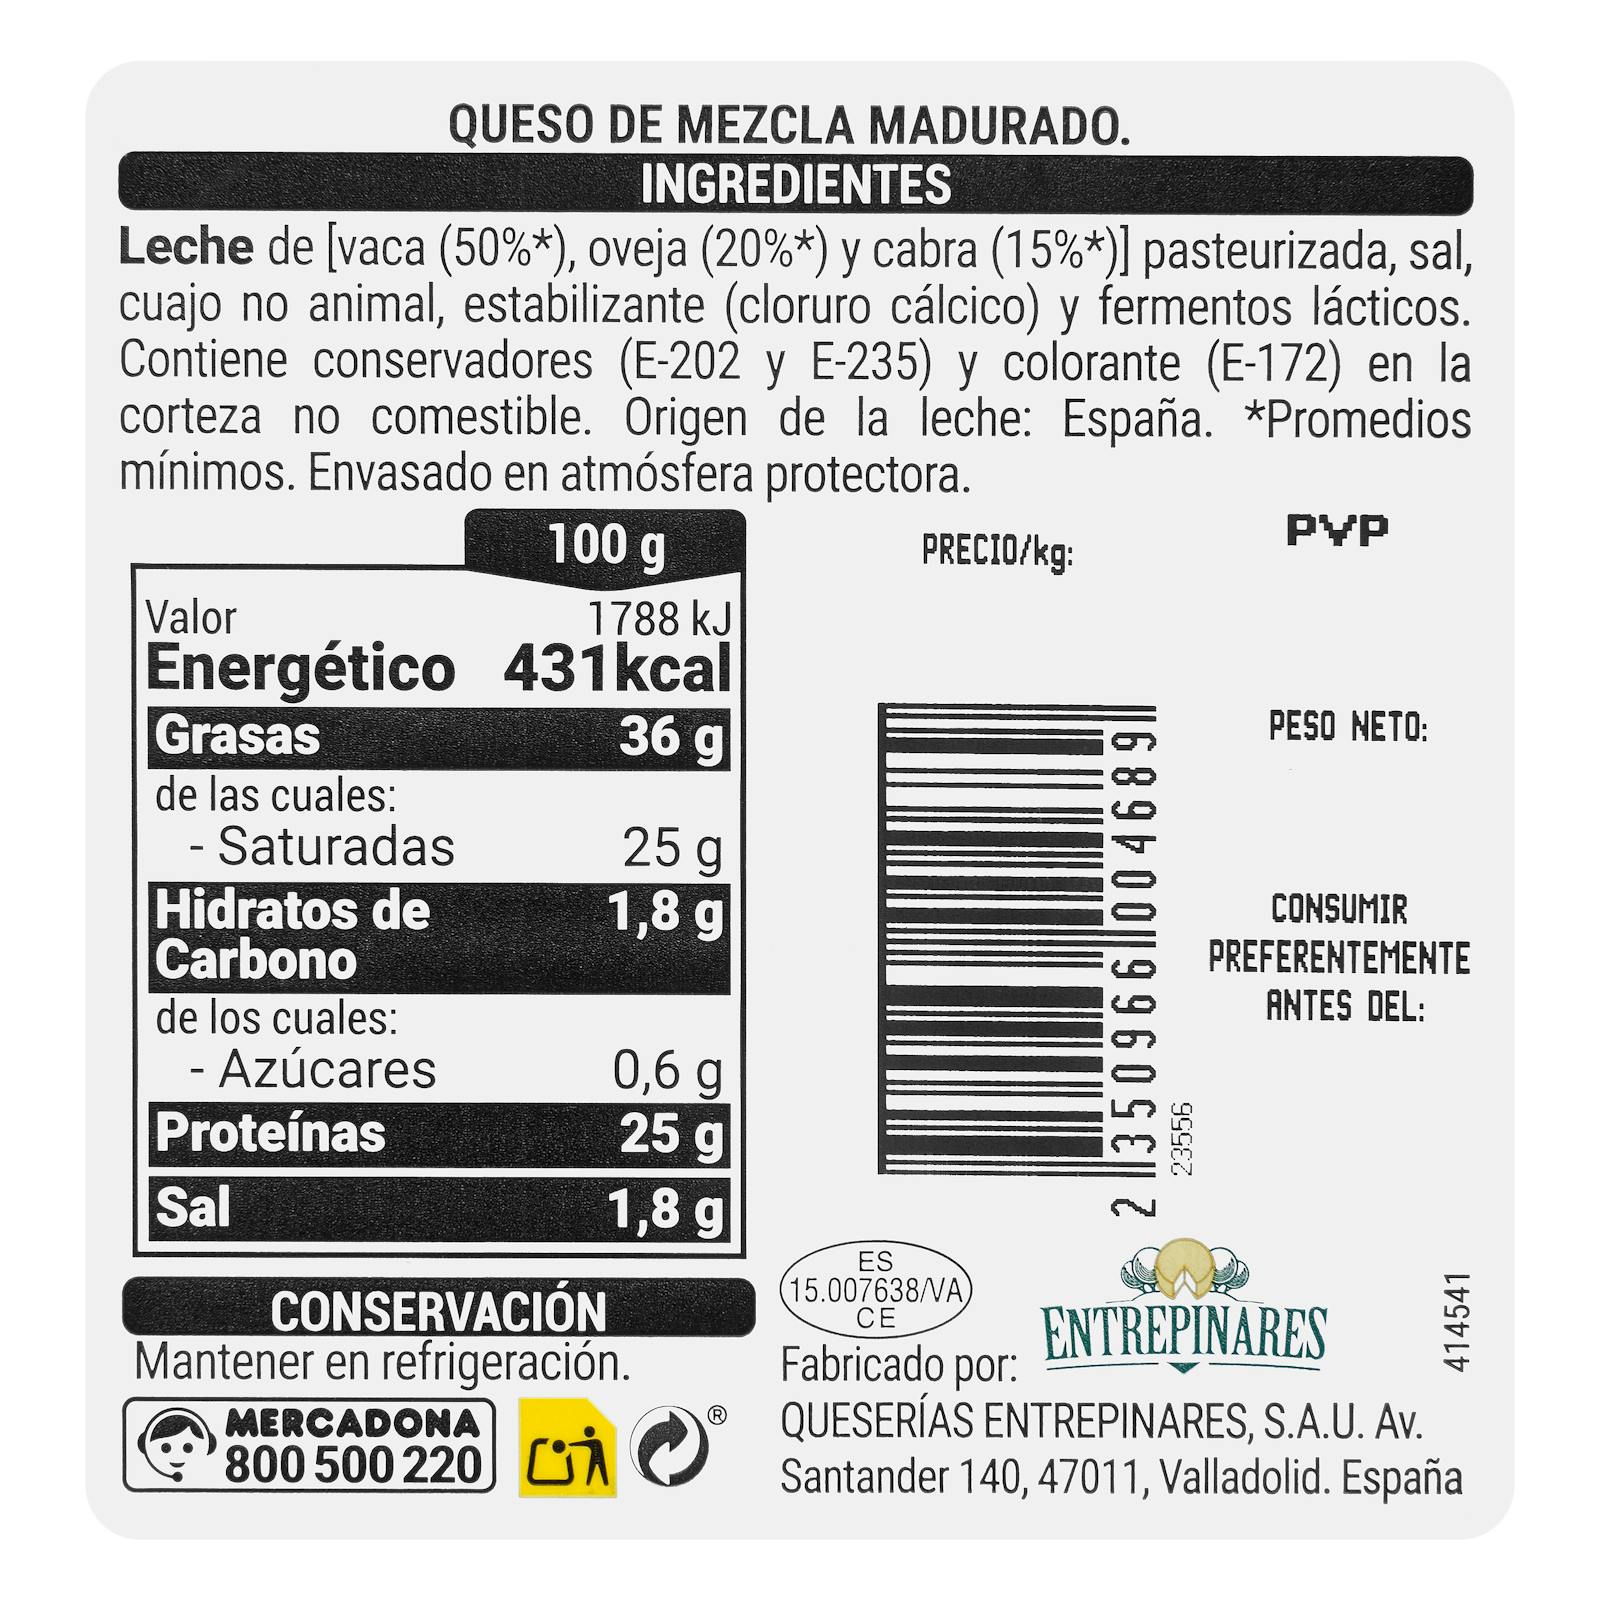 QUESO DE MEZCLA MADURADO.
INGREDIENTES
Leche de [vaca (50%*), oveja (20%*) y cabra (15%*)] pasteurizada, sal,
cuajo no animal, estabilizante (cloruro cálcico) y fermentos lácticos.
Contiene conservadores (E-202 y E-235) y colorante (E-172) en la
corteza no comestible. Origen de la leche: España. *Promedios
mínimos. Envasado en atmósfera protectora.
100 g
Valor 1788 kJ
Energético 431kcal
Grasas 36 g
de las cuales:
- Saturadas 25 g
Hidratos de 1,8 g
Carbono
de los cuales:
- Azúcares 0,6 g
Proteínas 25 g
Sal 1,8 g
CONSERVACIÓN
Mantener en refrigeración.
MERCADONA
800 500 220
®
PRECIO/kg:
PVP
PESO NETO:
CONSUMIR
PREFERENTEMENTE
ANTES DEL:
2 350966 004689
23556
ES
15.007638/VA
CE
ENTREPINARES
414541
Fabricado por:
QUESERÍAS ENTREPINARES, S.A.U. Av.
Santander 140, 47011, Valladolid. España